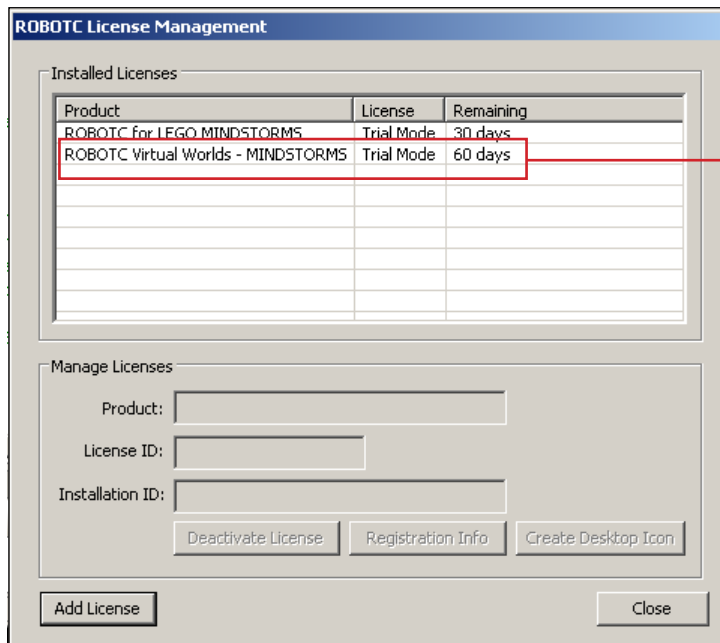 ROBOTC License Management
Installed Licenses
Product License Remaining
ROBOTC for LEGO MINDSTORMS Trial Mode 30 days
ROBOTC Virtual Worlds - MINDSTORMS Trial Mode 60 days
Manage Licenses
Product:
License ID:
Installation ID:
Deactivate License Registration Info Create Desktop Icon
Add License Close